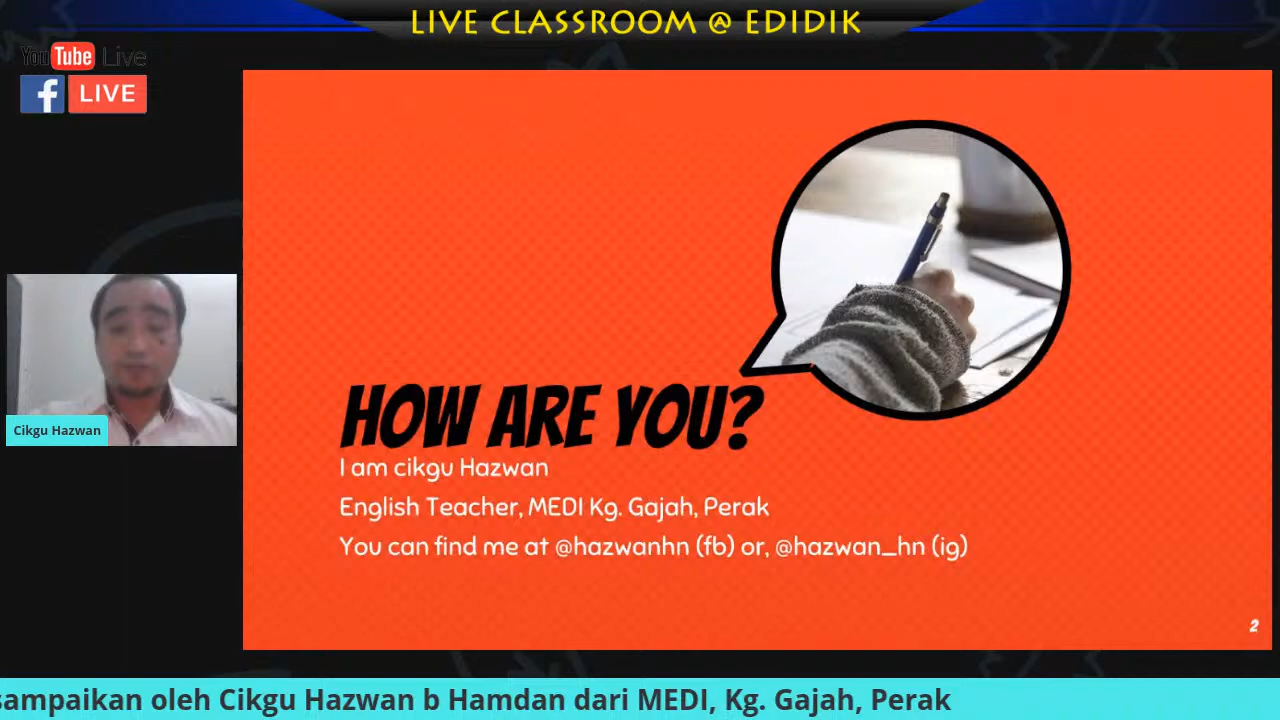 LIVE CLASSROOM @ EDIDIK
YouTube Live
f LIVE
HOW ARE YOU?
I am cikgu Hazwan
Cikgu Hazwan
English Teacher, MEDI Kg. Gajah, Perak
You can find me at @hazwanhn (fb) or, @hazwan_hn (ig)
2
sampaikan oleh Cikgu Hazwan b Hamdan dari MEDI, Kg. Gajah, Perak